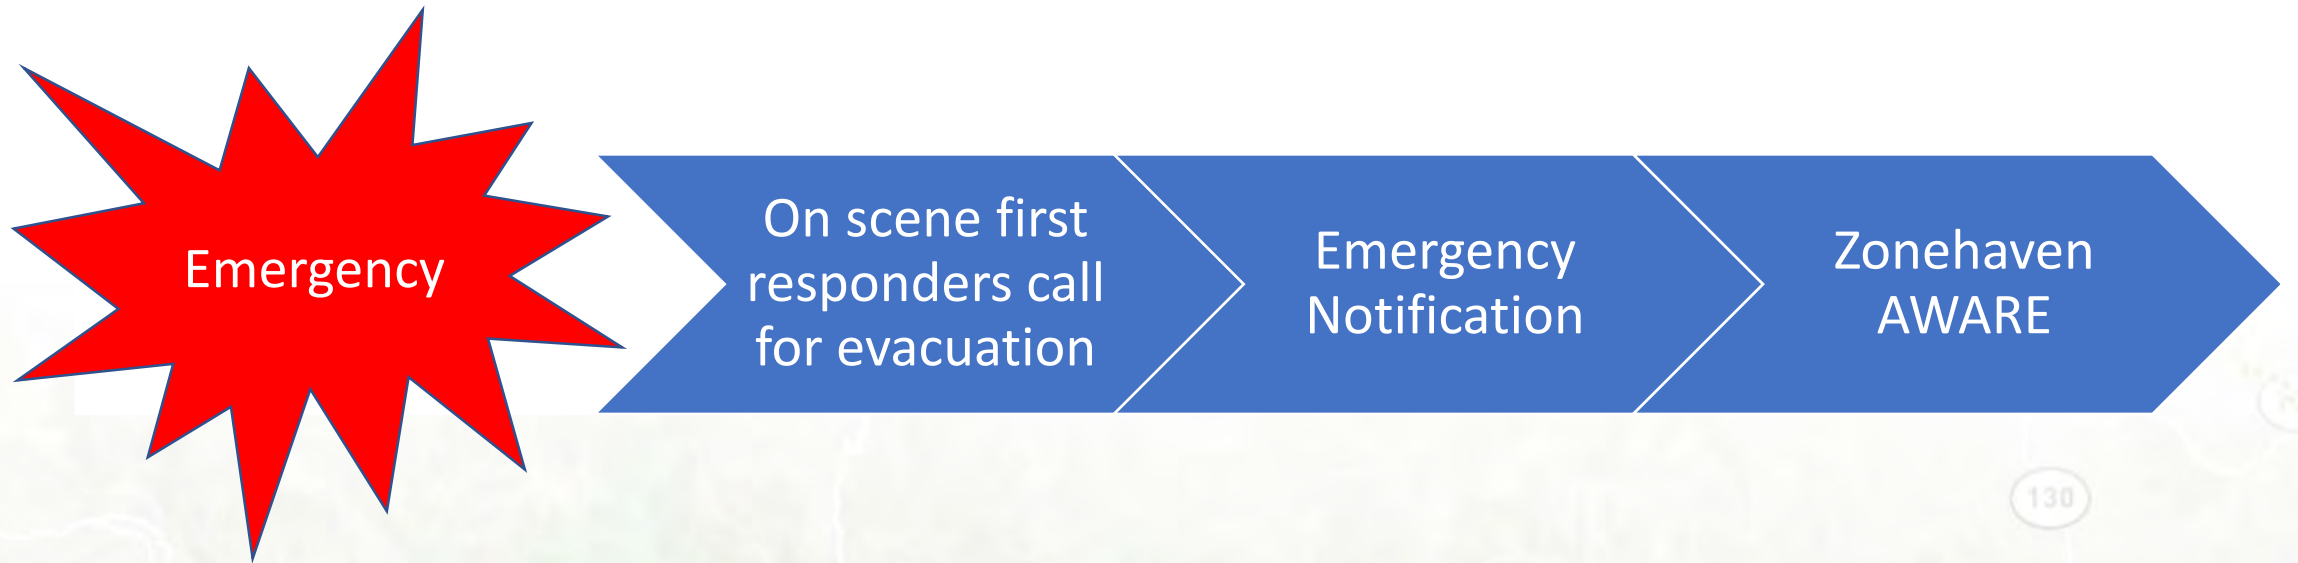 Emergency
On scene first
responders call
for evacuation
Emergency
Notification
Zonehaven
AWARE
130